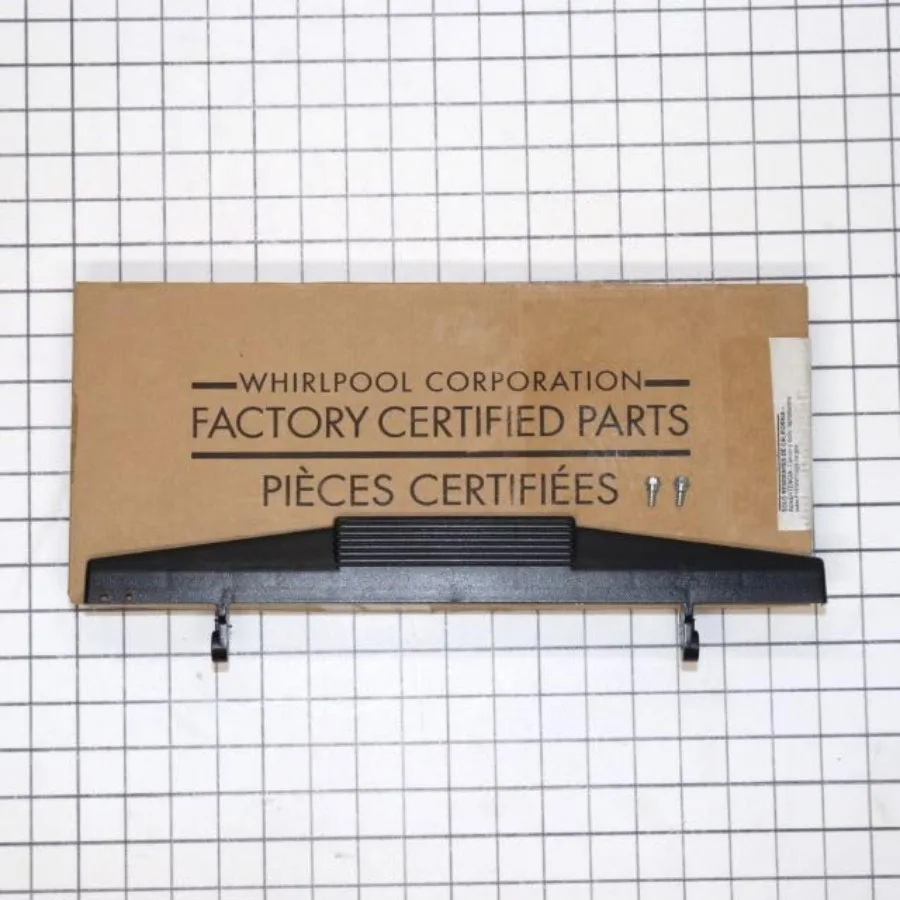 WHIRLPOOL CORPORATION
FACTORY CERTIFIED PARTS
PIÈCES CERTIFIÉES